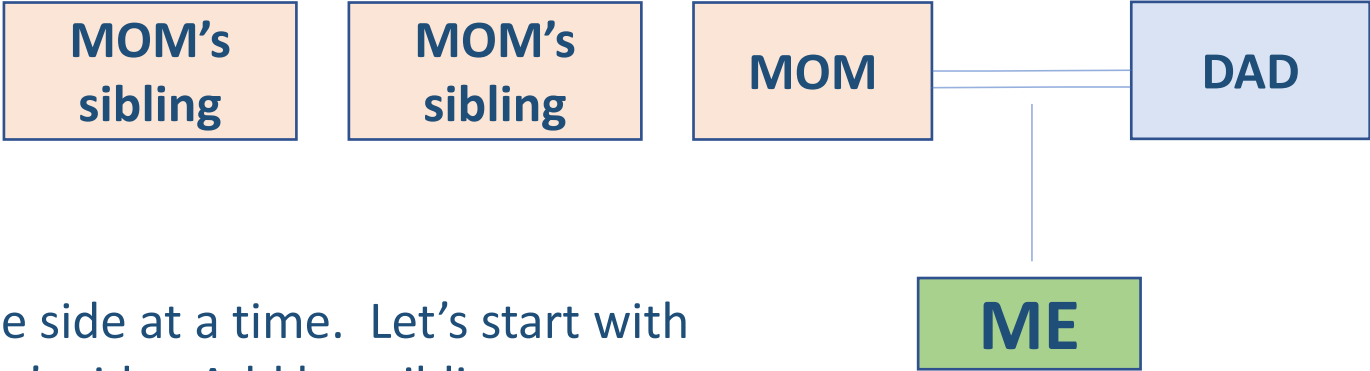 MOM's
sibling
MOM's
sibling
MOM
DAD
ME
e side at a time.  Let's start with